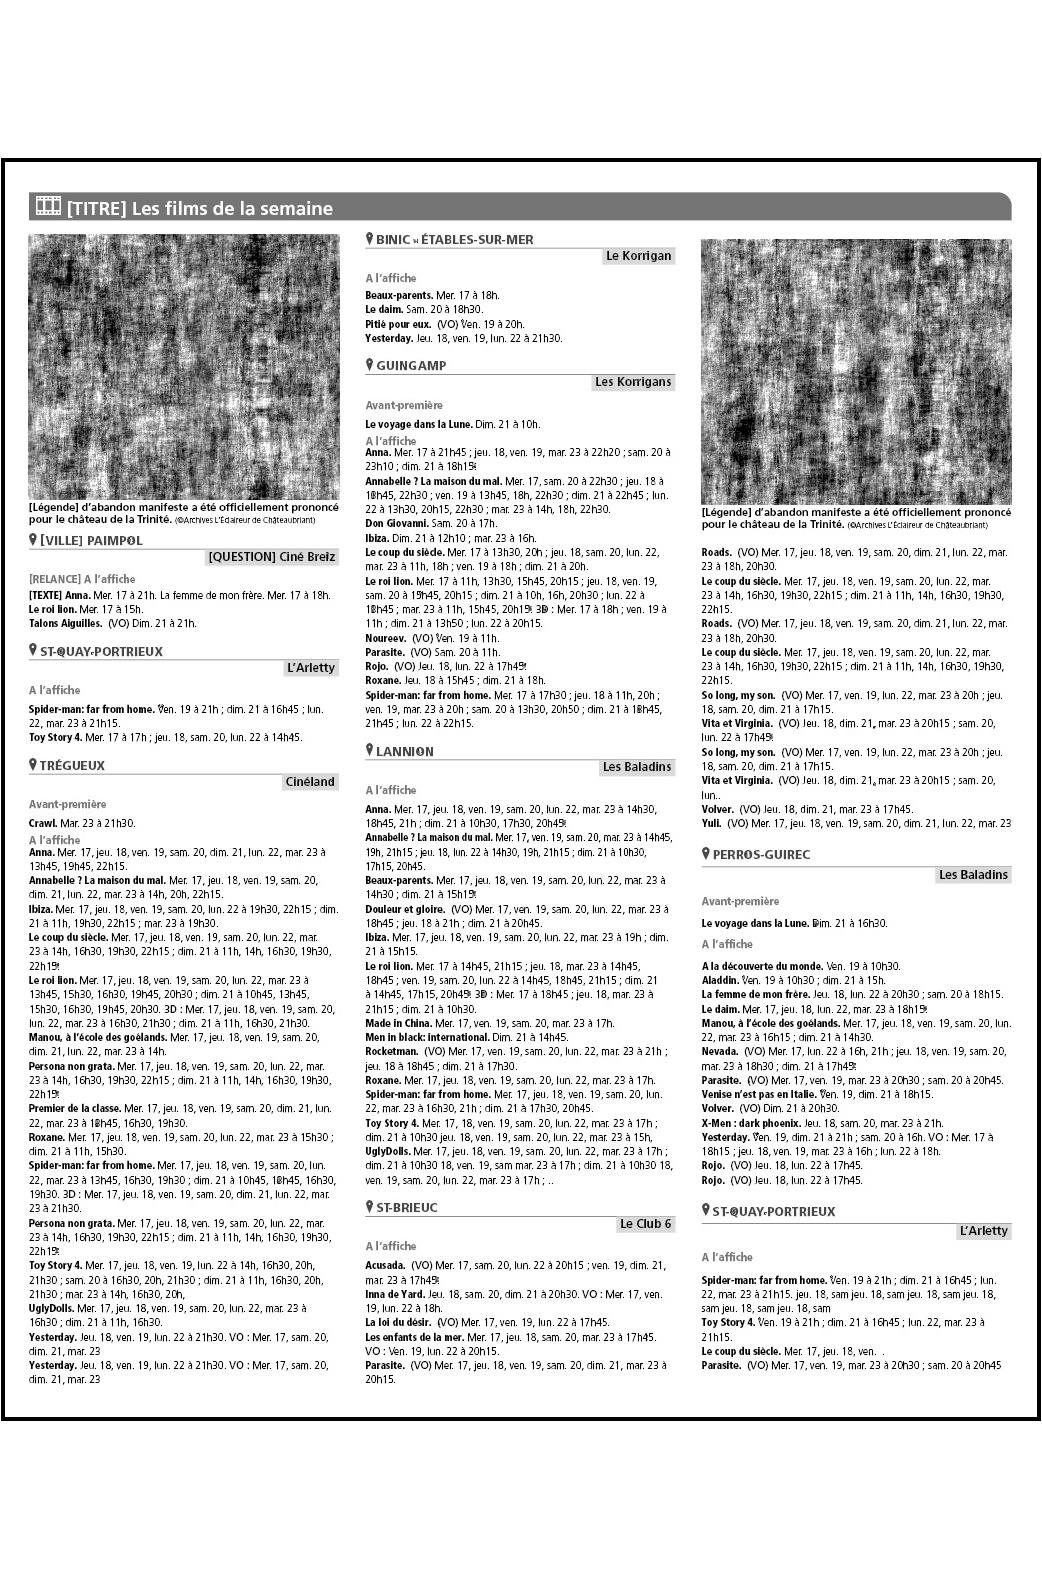 [TITRE] Les films de la semaine
[Légende] d'abandon manifeste a été officiellement prononcé
pour le château de la Trinité. (©Archives L'Éclaireur de Châteaubriant)
[VILLE] PAIMPOL
[QUESTION] Ciné Breiz
[RELANCE] A l'affiche
[TEXTE] Anna. Mer. 17 à 21h. La femme de mon frère. Mer. 17 à 18h.
Le roi lion. Mer. 17 à 15h.
Talons Aiguilles. (VO) Dim. 21 à 21h.
ST-QUAY-PORTRIEUX
L'Arletty
A l'affiche
Spider-man: far from home. Ven. 19 à 21h ; dim. 21 à 16h45 ; lun.
22, mar. 23 à 21h15.
Toy Story 4. Mer. 17 à 17h ; jeu. 18, sam. 20, lun. 22 à 14h45.
TRÉGUEUX
Cinéland
Avant-première
Crawl. Mar. 23 à 21h30.
A l'affiche
Anna. Mer. 17, jeu. 18, ven. 19, sam. 20, dim. 21, lun. 22, mar. 23 à
13h45, 19h45, 22h15.
Annabelle ? La maison du mal. Mer. 17, jeu. 18, ven. 19, sam. 20,
dim. 21, lun. 22, mar. 23 à 14h, 20h, 22h15.
Ibiza. Mer. 17, jeu. 18, ven. 19, sam. 20, lun. 22 à 19h30, 22h15 ; dim.
21 à 11h, 19h30, 22h15 ; mar. 23 à 19h30.
Le coup du siècle. Mer. 17, jeu. 18, ven. 19, sam. 20, lun. 22, mar.
23 à 14h, 16h30, 19h30, 22h15 ; dim. 21 à 11h, 14h, 16h30, 19h30,
22h15.
Le roi lion. Mer. 17, jeu. 18, ven. 19, sam. 20, lun. 22, mar. 23 à
13h45, 15h30, 16h30, 19h45, 20h30 ; dim. 21 à 10h45, 13h45,
15h30, 16h30, 19h45, 20h30. 3D : Mer. 17, jeu. 18, ven. 19, sam. 20,
lun. 22, mar. 23 à 16h30, 21h30 ; dim. 21 à 11h, 16h30, 21h30.
Manou, à l'école des goélands. Mer. 17, jeu. 18, ven. 19, sam. 20,
dim. 21, lun. 22, mar. 23 à 14h.
Persona non grata. Mer. 17, jeu. 18, ven. 19, sam. 20, lun. 22, mar.
23 à 14h, 16h30, 19h30, 22h15 ; dim. 21 à 11h, 14h, 16h30, 19h30,
22h15.
Premier de la classe. Mer. 17, jeu. 18, ven. 19, sam. 20, dim. 21, lun.
22, mar. 23 à 13h45, 16h30, 19h30.
Roxane. Mer. 17, jeu. 18, ven. 19, sam. 20, lun. 22, mar. 23 à 15h30 ;
dim. 21 à 11h, 15h30.
Spider-man: far from home. Mer. 17, jeu. 18, ven. 19, sam. 20, lun.
22, mar. 23 à 13h45, 16h30, 19h30 ; dim. 21 à 10h45, 13h45, 16h30,
19h30. 3D : Mer. 17, jeu. 18, ven. 19, sam. 20, dim. 21, lun. 22, mar.
23 à 21h30.
Persona non grata. Mer. 17, jeu. 18, ven. 19, sam. 20, lun. 22, mar.
23 à 14h, 16h30, 19h30, 22h15 ; dim. 21 à 11h, 14h, 16h30, 19h30,
22h15.
Toy Story 4. Mer. 17, jeu. 18, ven. 19, lun. 22 à 14h, 16h30, 20h,
21h30 ; sam. 20 à 16h30, 20h, 21h30 ; dim. 21 à 11h, 16h30, 20h,
21h30 ; mar. 23 à 14h, 16h30, 20h,
UglyDolls. Mer. 17, jeu. 18, ven. 19, sam. 20, lun. 22, mar. 23 à
16h30 ; dim. 21 à 11h, 16h30.
Yesterday. Jeu. 18, ven. 19, lun. 22 à 21h30. VO : Mer. 17, sam. 20,
dim. 21, mar. 23
Yesterday. Jeu. 18, ven. 19, lun. 22 à 21h30. VO : Mer. 17, sam. 20,
dim. 21, mar. 23
BINIC - ÉTABLES-SUR-MER
Le Korrigan
A l'affiche
Beaux-parents. Mer. 17 à 18h.
Le daim. Sam. 20 à 18h30.
Pitié pour eux. (VO) Ven. 19 à 20h.
Yesterday. Jeu. 18, ven. 19, lun. 22 à 21h30.
GUINGAMP
Les Korrigans
Avant-première
Le voyage dans la Lune. Dim. 21 à 10h.
A l'affiche
Anna. Mer. 17 à 21h45 ; jeu. 18, ven. 19, mar. 23 à 22h20 ; sam. 20 à
23h10 ; dim. 21 à 18h15.
Annabelle ? La maison du mal. Mer. 17, sam. 20 à 22h30 ; jeu. 18 à
18h45, 22h30 ; ven. 19 à 13h45, 18h, 22h30 ; dim. 21 à 22h45 ; lun.
22 à 13h30, 20h15, 22h30 ; mar. 23 à 14h, 18h, 22h30.
Don Giovanni. Sam. 20 à 17h.
Ibiza. Dim. 21 à 12h10 ; mar. 23 à 16h.
Le coup du siècle. Mer. 17 à 13h30, 20h ; jeu. 18, sam. 20, lun. 22,
mar. 23 à 11h, 18h ; ven. 19 à 18h ; dim. 21 à 20h.
Le roi lion. Mer. 17 à 11h, 13h30, 15h45, 20h15 ; jeu. 18, ven. 19,
sam. 20 à 15h45, 20h15 ; dim. 21 à 10h, 16h, 20h30 ; lun. 22 à
18h45 ; mar. 23 à 11h, 15h45, 20h15. 3D : Mer. 17 à 18h ; ven. 19 à
11h ; dim. 21 à 13h50 ; lun. 22 à 20h15.
Noureev. (VO) Ven. 19 à 11h.
Parasite. (VO) Sam. 20 à 11h.
Rojo. (VO) Jeu. 18, lun. 22 à 17h45.
Roxane. Jeu. 18 à 15h45 ; dim. 21 à 18h.
Spider-man: far from home. Mer. 17 à 17h30 ; jeu. 18 à 11h, 20h ;
ven. 19, mar. 23 à 20h ; sam. 20 à 13h30, 20h50 ; dim. 21 à 18h45,
21h45 ; lun. 22 à 22h15.
LANNION
Les Baladins
A l'affiche
Anna. Mer. 17, jeu. 18, ven. 19, sam. 20, lun. 22, mar. 23 à 14h30,
18h45, 21h ; dim. 21 à 10h30, 17h30, 20h45.
Annabelle ? La maison du mal. Mer. 17, ven. 19, sam. 20, mar. 23 à 14h45,
19h, 21h15 ; jeu. 18, lun. 22 à 14h30, 19h, 21h15 ; dim. 21 à 10h30,
17h15, 20h45.
Beaux-parents. Mer. 17, jeu. 18, ven. 19, sam. 20, lun. 22, mar. 23 à
14h30 ; dim. 21 à 15h15.
Douleur et gloire. (VO) Mer. 17, ven. 19, sam. 20, lun. 22, mar. 23 à
18h45 ; jeu. 18 à 21h ; dim. 21 à 20h45.
Ibiza. Mer. 17, jeu. 18, ven. 19, sam. 20, lun. 22, mar. 23 à 19h ; dim.
21 à 15h15.
Le roi lion. Mer. 17 à 14h45, 21h15 ; jeu. 18, mar. 23 à 14h45,
18h45 ; ven. 19, sam. 20, lun. 22 à 14h45, 18h45, 21h15 ; dim. 21
à 14h45, 17h15, 20h45. 3D : Mer. 17 à 18h45 ; jeu. 18, mar. 23 à
21h15 ; dim. 21 à 10h30.
Made in China. Mer. 17, ven. 19, sam. 20, mar. 23 à 17h.
Men in black: international. Dim. 21 à 14h45.
Rocketman. (VO) Mer. 17, ven. 19, sam. 20, lun. 22, mar. 23 à 21h ;
jeu. 18 à 18h45 ; dim. 21 à 17h30.
Roxane. Mer. 17, jeu. 18, ven. 19, sam. 20, lun. 22, mar. 23 à 17h.
Spider-man: far from home. Mer. 17, jeu. 18, ven. 19, sam. 20, lun.
22, mar. 23 à 16h30, 21h ; dim. 21 à 17h30, 20h45.
Toy Story 4. Mer. 17, 18, ven. 19, sam. 20, lun. 22, mar. 23 à 17h ;
dim. 21 à 10h30 jeu. 18, ven. 19, sam. 20, lun. 22, mar. 23 à 15h,
UglyDolls. Mer. 17, jeu. 18, ven. 19, sam. 20, lun. 22, mar. 23 à 17h ;
dim. 21 à 10h30 18, ven. 19, sam mar. 23 à 17h ; dim. 21 à 10h30 18,
ven. 19, sam. 20, lun. 22, mar. 23 à 17h ; ..
ST-BRIEUC
Le Club 6
A l'affiche
Acusada. (VO) Mer. 17, sam. 20, lun. 22 à 20h15 ; ven. 19, dim. 21,
mar. 23 à 17h45.
Inna de Yard. Jeu. 18, sam. 20, dim. 21 à 20h30. VO : Mer. 17, ven.
19, lun. 22 à 18h.
La loi du désir. (VO) Mer. 17, ven. 19, lun. 22 à 17h45.
Les enfants de la mer. Mer. 17, jeu. 18, sam. 20, mar. 23 à 17h45.
VO : Ven. 19, lun. 22 à 20h15.
Parasite. (VO) Mer. 17, jeu. 18, ven. 19, sam. 20, dim. 21, mar. 23 à
20h15.
[Légende] d'abandon manifeste a été officiellement prononcé
pour le château de la Trinité. (©Archives L'Éclaireur de Châteaubriant)
Roads. (VO) Mer. 17, jeu. 18, ven. 19, sam. 20, dim. 21, lun. 22, mar.
23 à 18h, 20h30.
Le coup du siècle. Mer. 17, jeu. 18, ven. 19, sam. 20, lun. 22, mar.
23 à 14h, 16h30, 19h30, 22h15 ; dim. 21 à 11h, 14h, 16h30, 19h30,
22h15.
Roads. (VO) Mer. 17, jeu. 18, ven. 19, sam. 20, dim. 21, lun. 22, mar.
23 à 18h, 20h30.
Le coup du siècle. Mer. 17, jeu. 18, ven. 19, sam. 20, lun. 22, mar.
23 à 14h, 16h30, 19h30, 22h15 ; dim. 21 à 11h, 14h, 16h30, 19h30,
22h15.
So long, my son. (VO) Mer. 17, ven. 19, lun. 22, mar. 23 à 20h ; jeu.
18, sam. 20, dim. 21 à 17h15.
Vita et Virginia. (VO) Jeu. 18, dim. 21, mar. 23 à 20h15 ; sam. 20,
lun. 22 à 17h45.
So long, my son. (VO) Mer. 17, ven. 19, lun. 22, mar. 23 à 20h ; jeu.
18, sam. 20, dim. 21 à 17h15.
Vita et Virginia. (VO) Jeu. 18, dim. 21, mar. 23 à 20h15 ; sam. 20,
lun..
Volver. (VO) Jeu. 18, dim. 21, mar. 23 à 17h45.
Yuli. (VO) Mer. 17, jeu. 18, ven. 19, sam. 20, dim. 21, lun. 22, mar. 23
PERROS-GUIREC
Les Baladins
Avant-première
Le voyage dans la Lune. Dim. 21 à 16h30.
A l'affiche
A la découverte du monde. Ven. 19 à 10h30.
Aladdin. Ven. 19 à 10h30 ; dim. 21 à 15h.
La femme de mon frère. Jeu. 18, lun. 22 à 20h30 ; sam. 20 à 18h15.
Le daim. Mer. 17, jeu. 18, lun. 22, mar. 23 à 18h15.
Manou, à l'école des goélands. Mer. 17, jeu. 18, ven. 19, sam. 20, lun.
22, mar. 23 à 16h15 ; dim. 21 à 14h30.
Nevada. (VO) Mer. 17, lun. 22 à 16h, 21h ; jeu. 18, ven. 19, sam. 20,
mar. 23 à 18h30 ; dim. 21 à 17h45.
Parasite. (VO) Mer. 17, ven. 19, mar. 23 à 20h30 ; sam. 20 à 20h45.
Venise n'est pas en Italie. Ven. 19, dim. 21 à 18h15.
Volver. (VO) Dim. 21 à 20h30.
X-Men : dark phoenix. Jeu. 18, sam. 20, mar. 23 à 21h.
Yesterday. Ven. 19, dim. 21 à 21h ; sam. 20 à 16h. VO : Mer. 17 à
18h15 ; jeu. 18, ven. 19, mar. 23 à 16h ; lun. 22 à 18h.
Rojo. (VO) Jeu. 18, lun. 22 à 17h45.
Rojo. (VO) Jeu. 18, lun. 22 à 17h45.
ST-QUAY-PORTRIEUX
L'Arletty
A l'affiche
Spider-man: far from home. Ven. 19 à 21h ; dim. 21 à 16h45 ; lun.
22, mar. 23 à 21h15. jeu. 18, sam jeu. 18, sam jeu. 18, sam jeu. 18,
sam jeu. 18, sam jeu. 18, sam
Toy Story 4. Ven. 19 à 21h ; dim. 21 à 16h45 ; lun. 22, mar. 23 à
21h15.
Le coup du siècle. Mer. 17, jeu. 18, ven. .
Parasite. (VO) Mer. 17, ven. 19, mar. 23 à 20h30 ; sam. 20 à 20h45